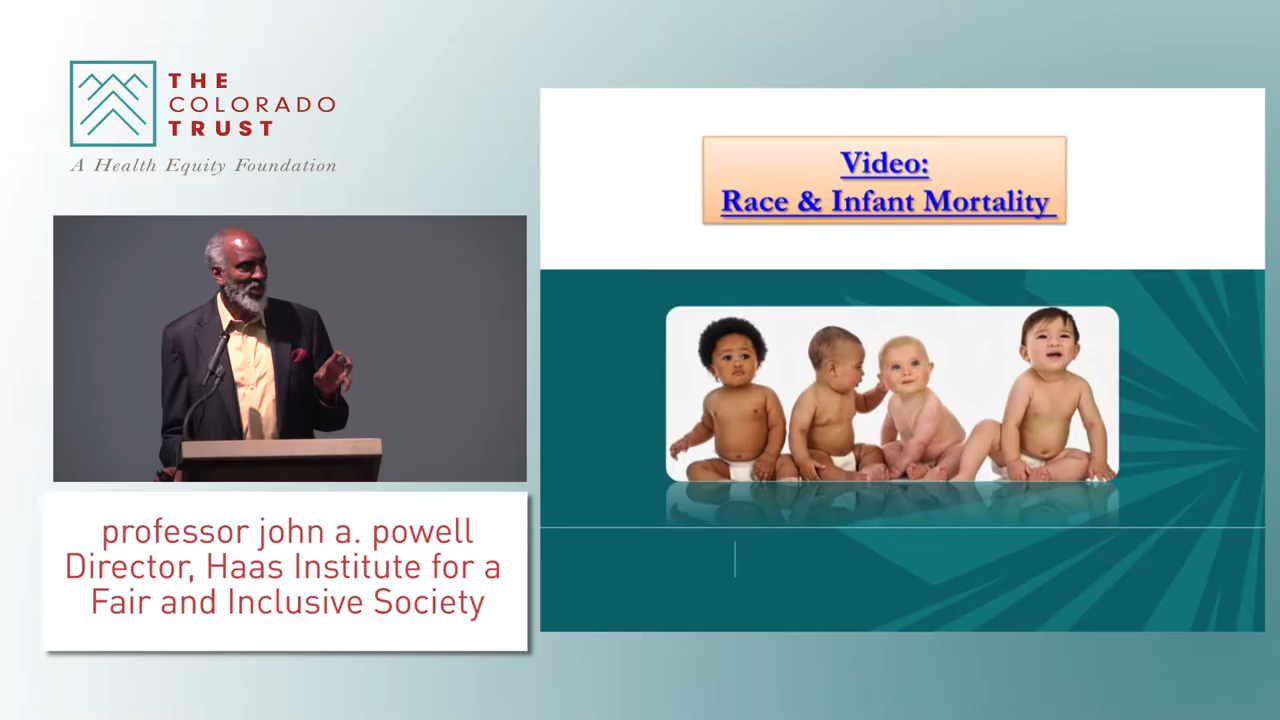 THE
COLORADO
TRUST
A Health Equity Foundation
professor john a. powell
Director, Haas Institute for a
Fair and Inclusive Society
Video:
Race & Infant Mortality